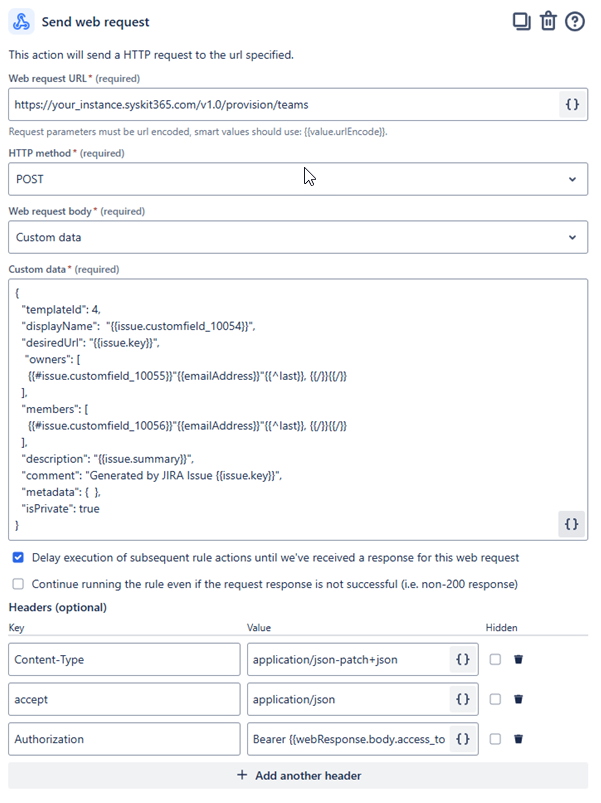 Send web request
This action will send a HTTP request to the url specified.
Web request URL* (required)
https://your_instance.syskit365.com/v1.0/provision/teams {}
Request parameters must be url encoded, smart values should use: {{value.urlEncode}}.
HTTP method* (required)
POST
Web request body* (required)
Custom data
Custom data* (required)
{
"templateId": 4,
"displayName": "{{issue.customfield_10054}}",
"desiredUrl": "{{issue.key}}",
"owners": [
{{#issue.customfield_10055}}"{{emailAddress}}"{{^last}}, {{/}}{{/}}
],
"members": [
{{#issue.customfield_10056}}"{{emailAddress}}"{{^last}}, {{/}}{{/}}
],
"description": "{{issue.summary}}",
"comment": "Generated by JIRA Issue {{issue.key}}",
"metadata": { },
"isPrivate": true
}
{}
Delay execution of subsequent rule actions until we've received a response for this web request
Continue running the rule even if the request response is not successful (i.e. non-200 response)
Headers (optional)
Key Value Hidden
Content-Type application/json-patch+json {}
accept application/json {}
Authorization Bearer {{webResponse.body.access_to {}
+ Add another header